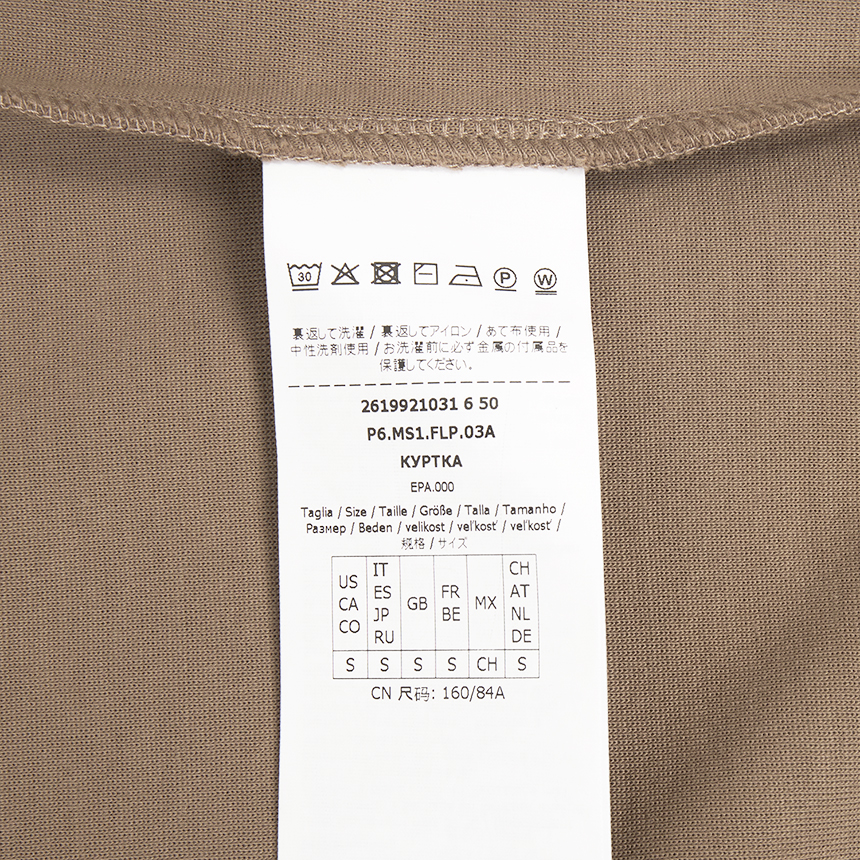 30
P
W
裏返して洗濯 / 裏返してアイロン / あて布使用 /
中性洗剤使用 / お洗濯前に必ず金属の付属品を
保護してください。
2619921031 6 50
P6.MS1.FLP.03A
КУРТКА
EPA.000
Taglia / Size / Taille / Größe / Talla / Tamanho /
Размер / Beden / velikost / veľkosť / veľkosť /
规格 / サイズ
US CA CO
IT ES JP RU
GB
FR BE
MX
CH AT NL DE
S S S S CH S
CN 尺码: 160/84A